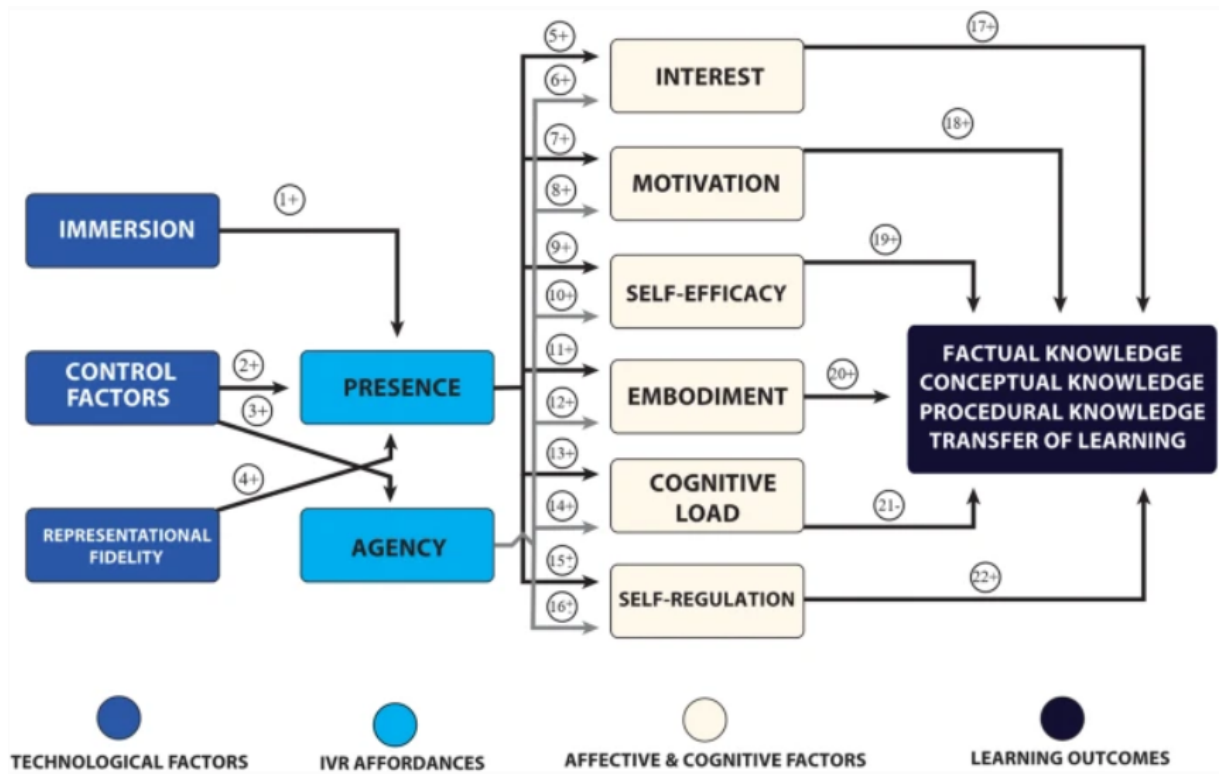 5+
17+
INTEREST
6+
18+
7+
MOTIVATION
8+
1+
IMMERSION
9+
19+
SELF-EFFICACY
10+
11+
FACTUAL KNOWLEDGE
CONCEPTUAL KNOWLEDGE
PROCEDURAL KNOWLEDGE
TRANSFER OF LEARNING
CONTROL
FACTORS
2+
PRESENCE
20+
EMBODIMENT
3+
12+
13+
4+
COGNITIVE
LOAD
14+
21-
REPRESENTATIONAL
FIDELITY
AGENCY
15±
22+
SELF-REGULATION
16±
TECHNOLOGICAL FACTORS
IVR AFFORDANCES
AFFECTIVE & COGNITIVE FACTORS
LEARNING OUTCOMES